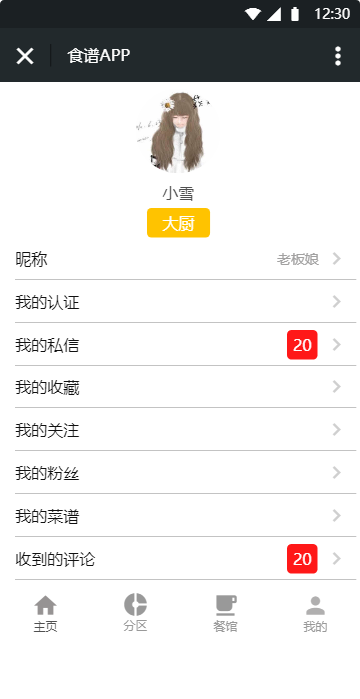 12:30
食谱APP
小雪
大厨
昵称 老板娘
我的认证
我的私信 20
我的收藏
我的关注
我的粉丝
我的菜谱
收到的评论 20
主页 分区 餐馆 我的